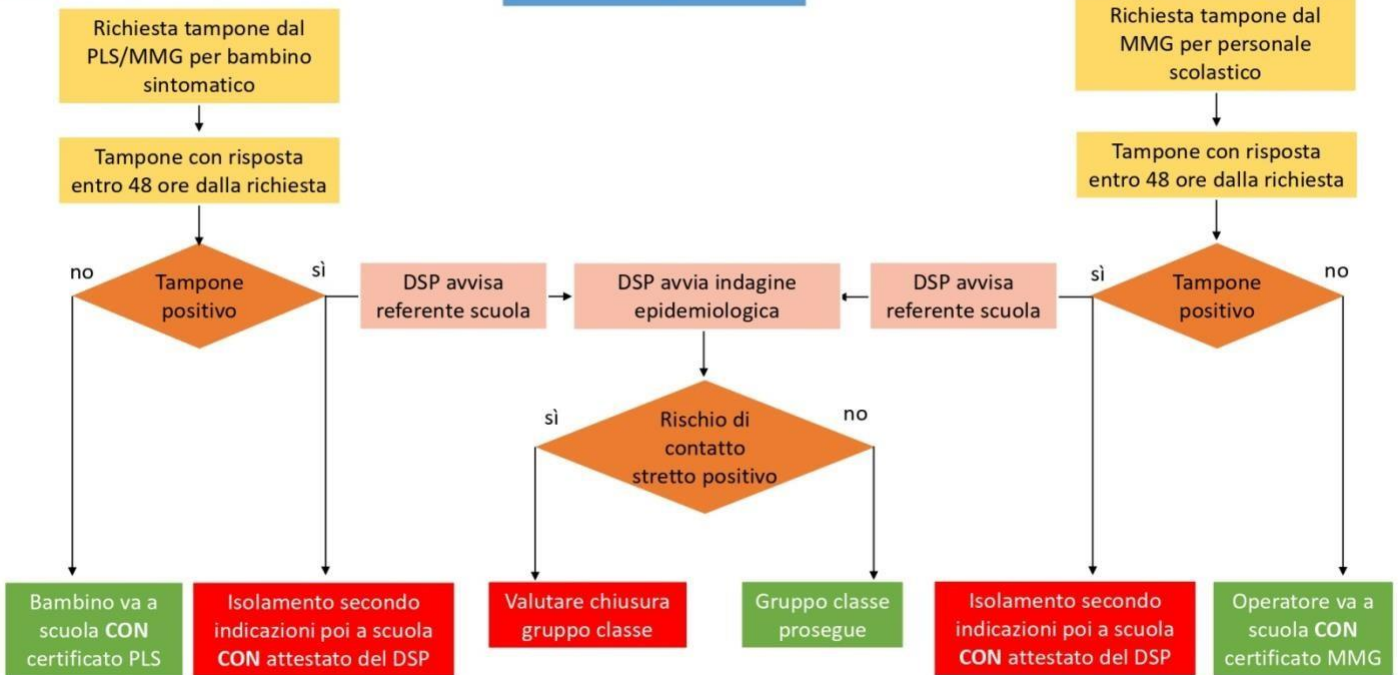 Richiesta tampone dal
PLS/MMG per bambino
sintomatico
Richiesta tampone dal
MMG per personale
scolastico
Tampone con risposta
entro 48 ore dalla richiesta
Tampone con risposta
entro 48 ore dalla richiesta
no
Tampone
positivo
sì
DSP avvisa
referente scuola
DSP avvia indagine
epidemiologica
DSP avvisa
referente scuola
sì
Tampone
positivo
no
sì
Rischio di
contatto
stretto positivo
no
Bambino va a
scuola CON
certificato PLS
Isolamento secondo
indicazioni poi a scuola
CON attestato del DSP
Valutare chiusura
gruppo classe
Gruppo classe
prosegue
Isolamento secondo
indicazioni poi a scuola
CON attestato del DSP
Operatore va a
scuola CON
certificato MMG